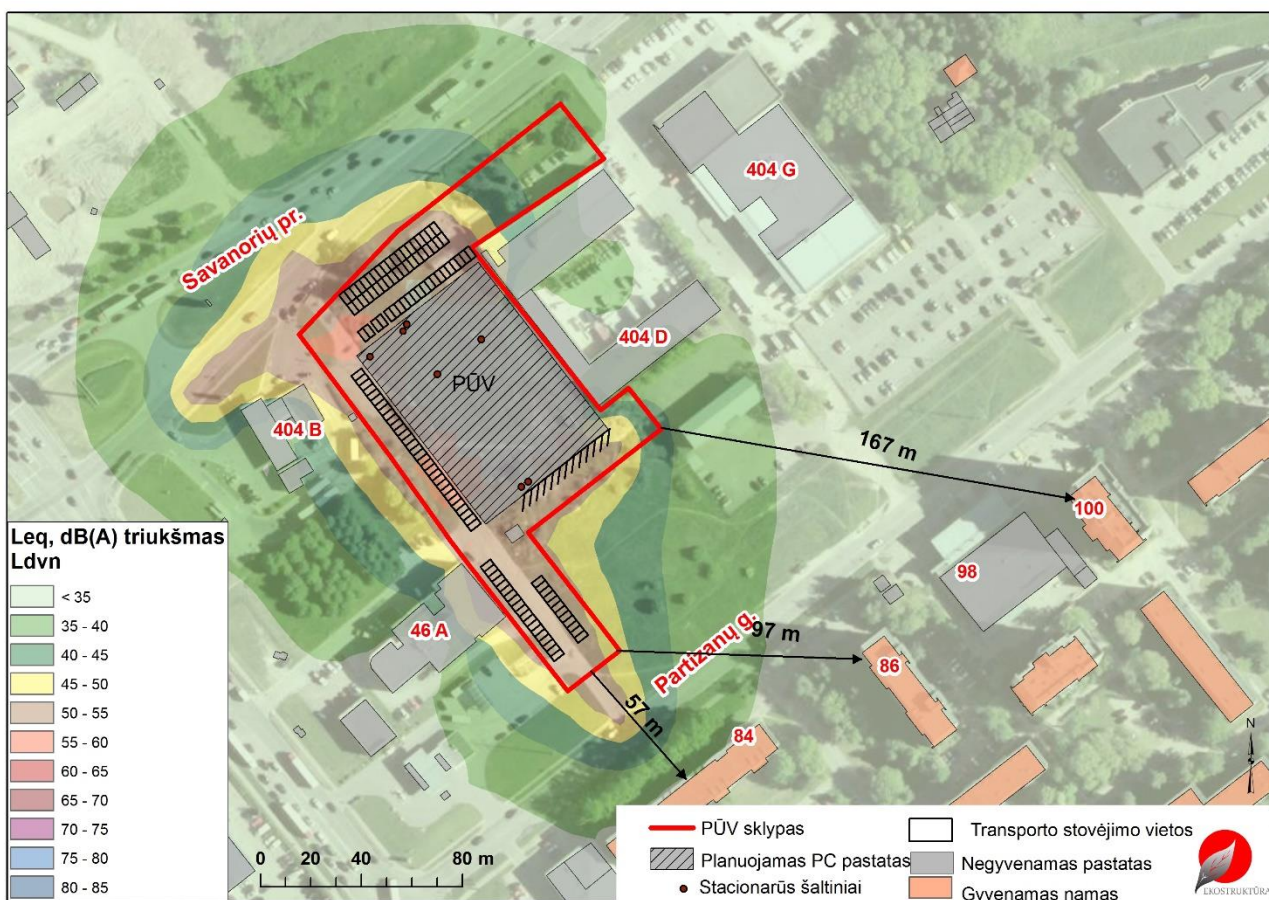 Savanorių pr.
404 G
404 D
PŪV
404 B
167 m
100
98
46 A
97 m
Partizanų g.
86
57 m
84
N
Leq, dB(A) triukšmas
Ldvn
< 35
35 - 40
40 - 45
45 - 50
50 - 55
55 - 60
60 - 65
65 - 70
70 - 75
75 - 80
80 - 85
0 20 40 80 m
PŪV sklypas
Planuojamas PC pastatas
Stacionarūs šaltiniai
Transporto stovėjimo vietos
Negyvenamas pastatas
Gyvenamas namas
EKOSTRUKTŪRA